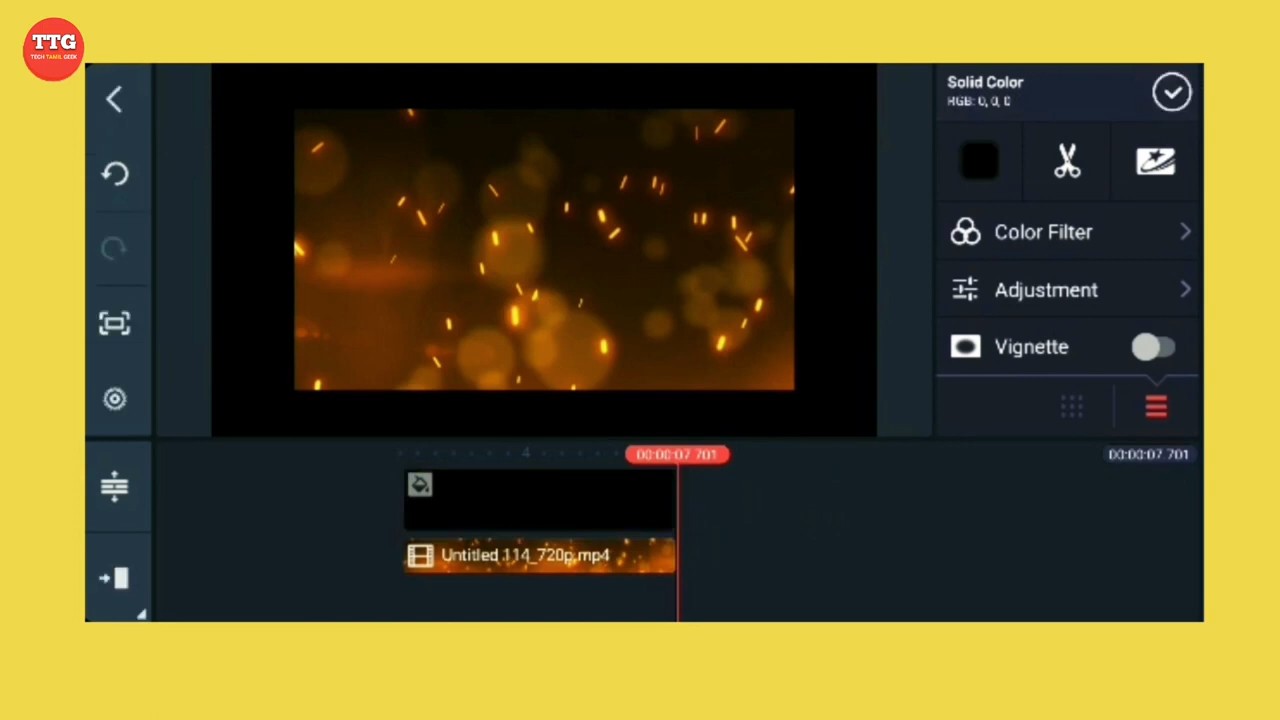 TTG
TECH TAMIL GEEK
Solid Color
RGB: 0, 0, 0
Color Filter
Adjustment
Vignette
4
00:00:07.701
00:00:07.701
Untitled 114_720p.mp4